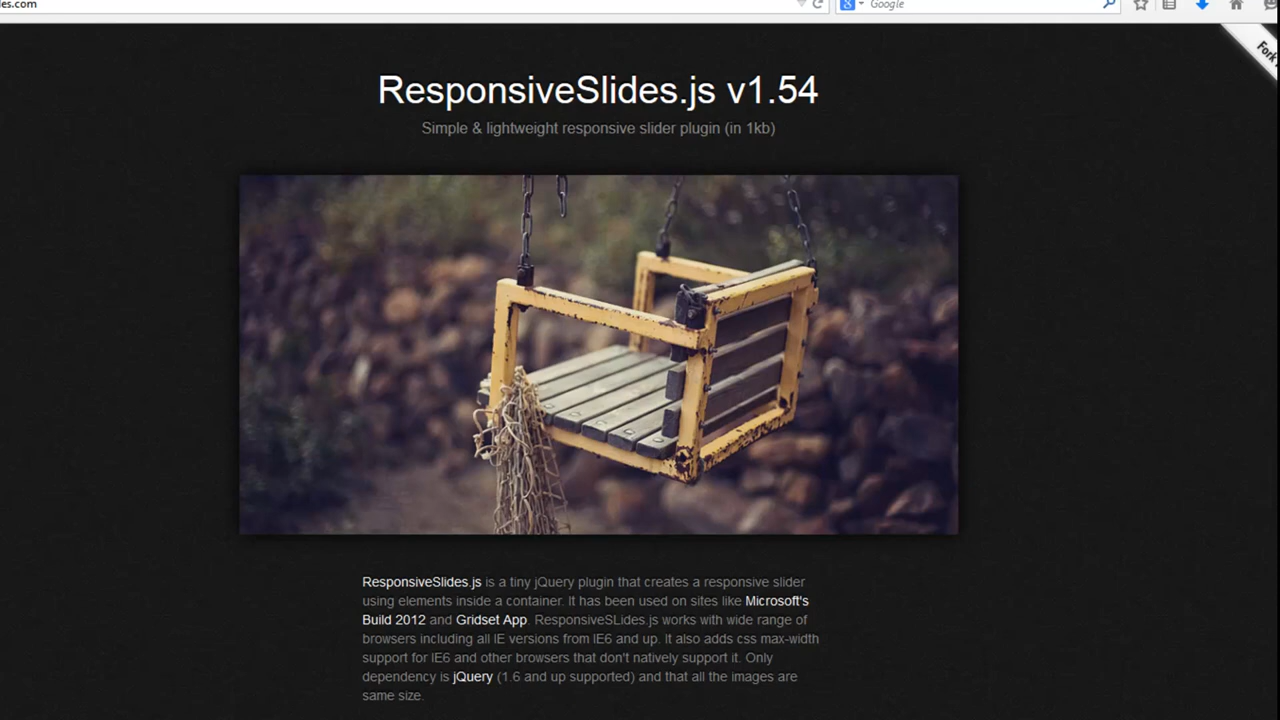 les.com
Google
Fork
ResponsiveSlides.js v1.54
Simple & lightweight responsive slider plugin (in 1kb)
ResponsiveSlides.js is a tiny jQuery plugin that creates a responsive slider
using elements inside a container. It has been used on sites like Microsoft's
Build 2012 and Gridset App. ResponsiveSLides.js works with wide range of
browsers including all IE versions from IE6 and up. It also adds css max-width
support for IE6 and other browsers that don't natively support it. Only
dependency is jQuery (1.6 and up supported) and that all the images are
same size.